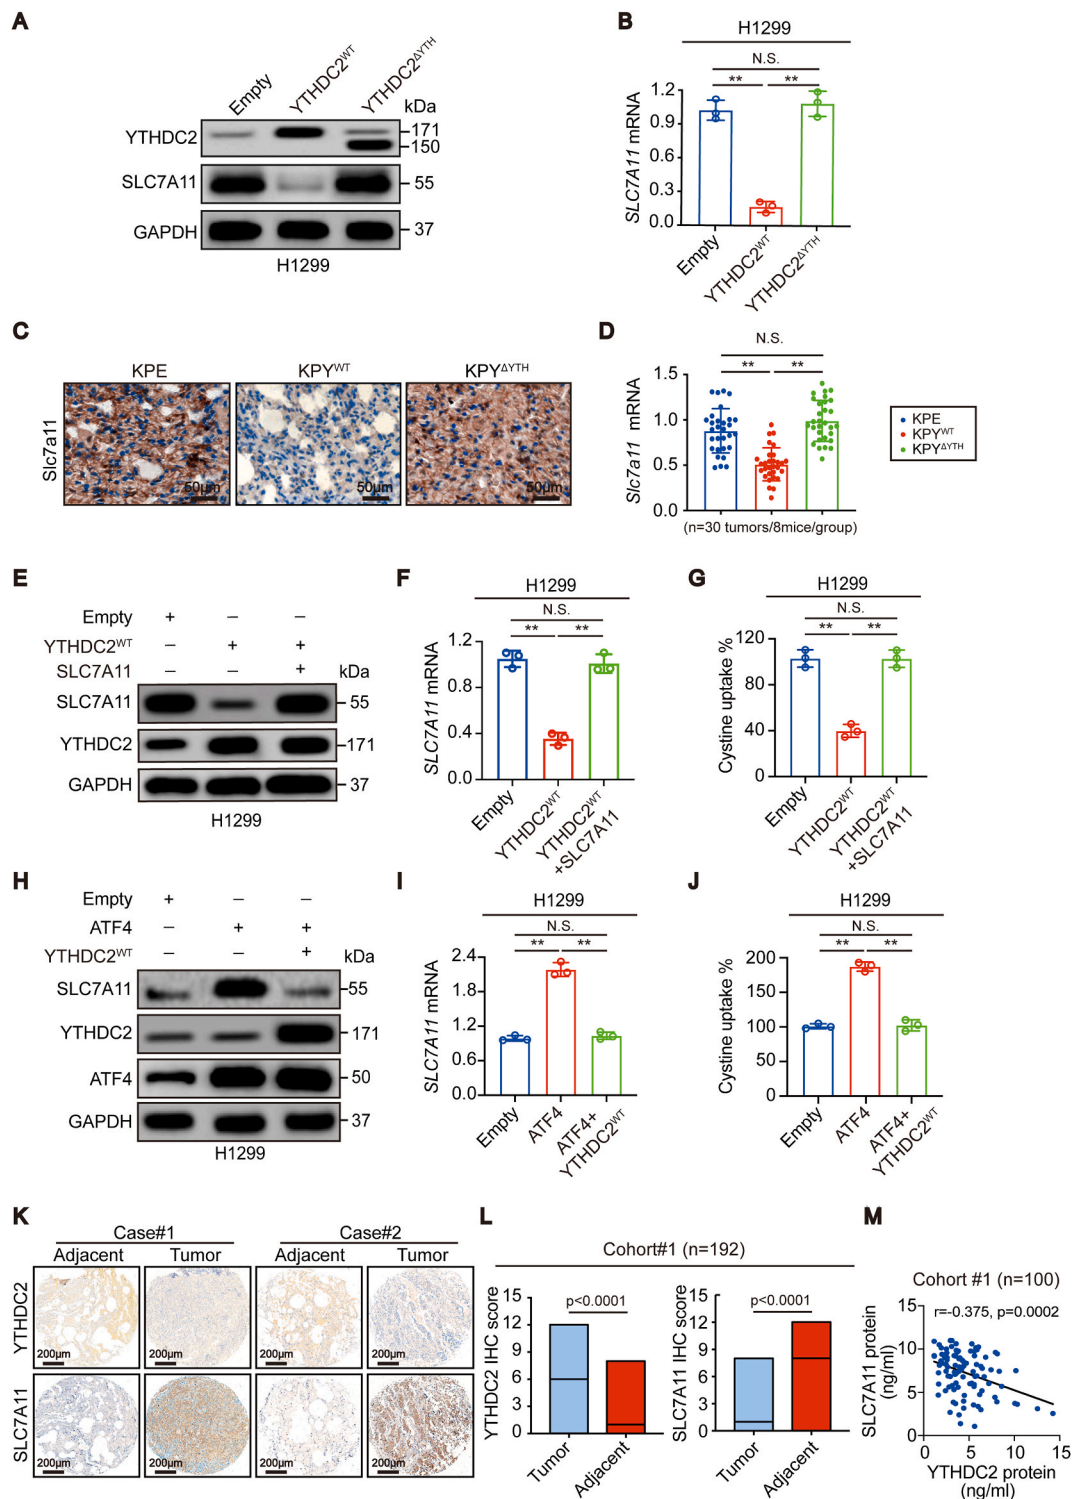 A
Empty
YTHDC2WT
YTHDC2ΔYTH
kDa
YTHDC2
171
150
SLC7A11
55
GAPDH
37
H1299
B
H1299
N.S.
** **
SLC7A11 mRNA
1.2
0.9
0.6
0.3
0.0
Empty
YTHDC2WT
YTHDC2ΔYTH
C
KPE KPYWT KPYΔYTH
Slc7a11
50μm 50μm 50μm
D
N.S.
** **
Slc7a11 mRNA
1.5
1.0
0.5
0.0
(n=30 tumors/8mice/group)
KPE
KPYWT
KPYΔYTH
E
Empty + – –
YTHDC2WT – + +
SLC7A11 – – + kDa
SLC7A11 55
YTHDC2 171
GAPDH 37
H1299
F
H1299
N.S.
** **
SLC7A11 mRNA
1.2
0.8
0.4
0.0
Empty
YTHDC2WT
YTHDC2WT
+SLC7A11
G
H1299
N.S.
** **
Cystine uptake %
120
80
40
0
Empty
YTHDC2WT
YTHDC2WT
+SLC7A11
H
Empty + – –
ATF4 – + +
YTHDC2WT – – + kDa
SLC7A11 55
YTHDC2 171
ATF4 50
GAPDH 37
H1299
I
H1299
N.S.
** **
SLC7A11 mRNA
2.4
1.8
1.2
0.6
0.0
Empty
ATF4
ATF4+
YTHDC2WT
J
H1299
N.S.
** **
Cystine uptake %
200
150
100
50
0
Empty
ATF4
ATF4+
YTHDC2WT
K
Case#1 Case#2
Adjacent Tumor Adjacent Tumor
YTHDC2
200μm 200μm 200μm 200μm
SLC7A11
200μm 200μm 200μm 200μm
L
Cohort#1 (n=192)
p<0.0001
YTHDC2 IHC score
15
12
9
6
3
0
Tumor
Adjacent
p<0.0001
SLC7A11 IHC score
15
12
9
6
3
0
Tumor
Adjacent
M
Cohort #1 (n=100)
r=-0.375, p=0.0002
SLC7A11 protein
(ng/ml)
15
10
5
0
0 5 10 15
YTHDC2 protein
(ng/ml)